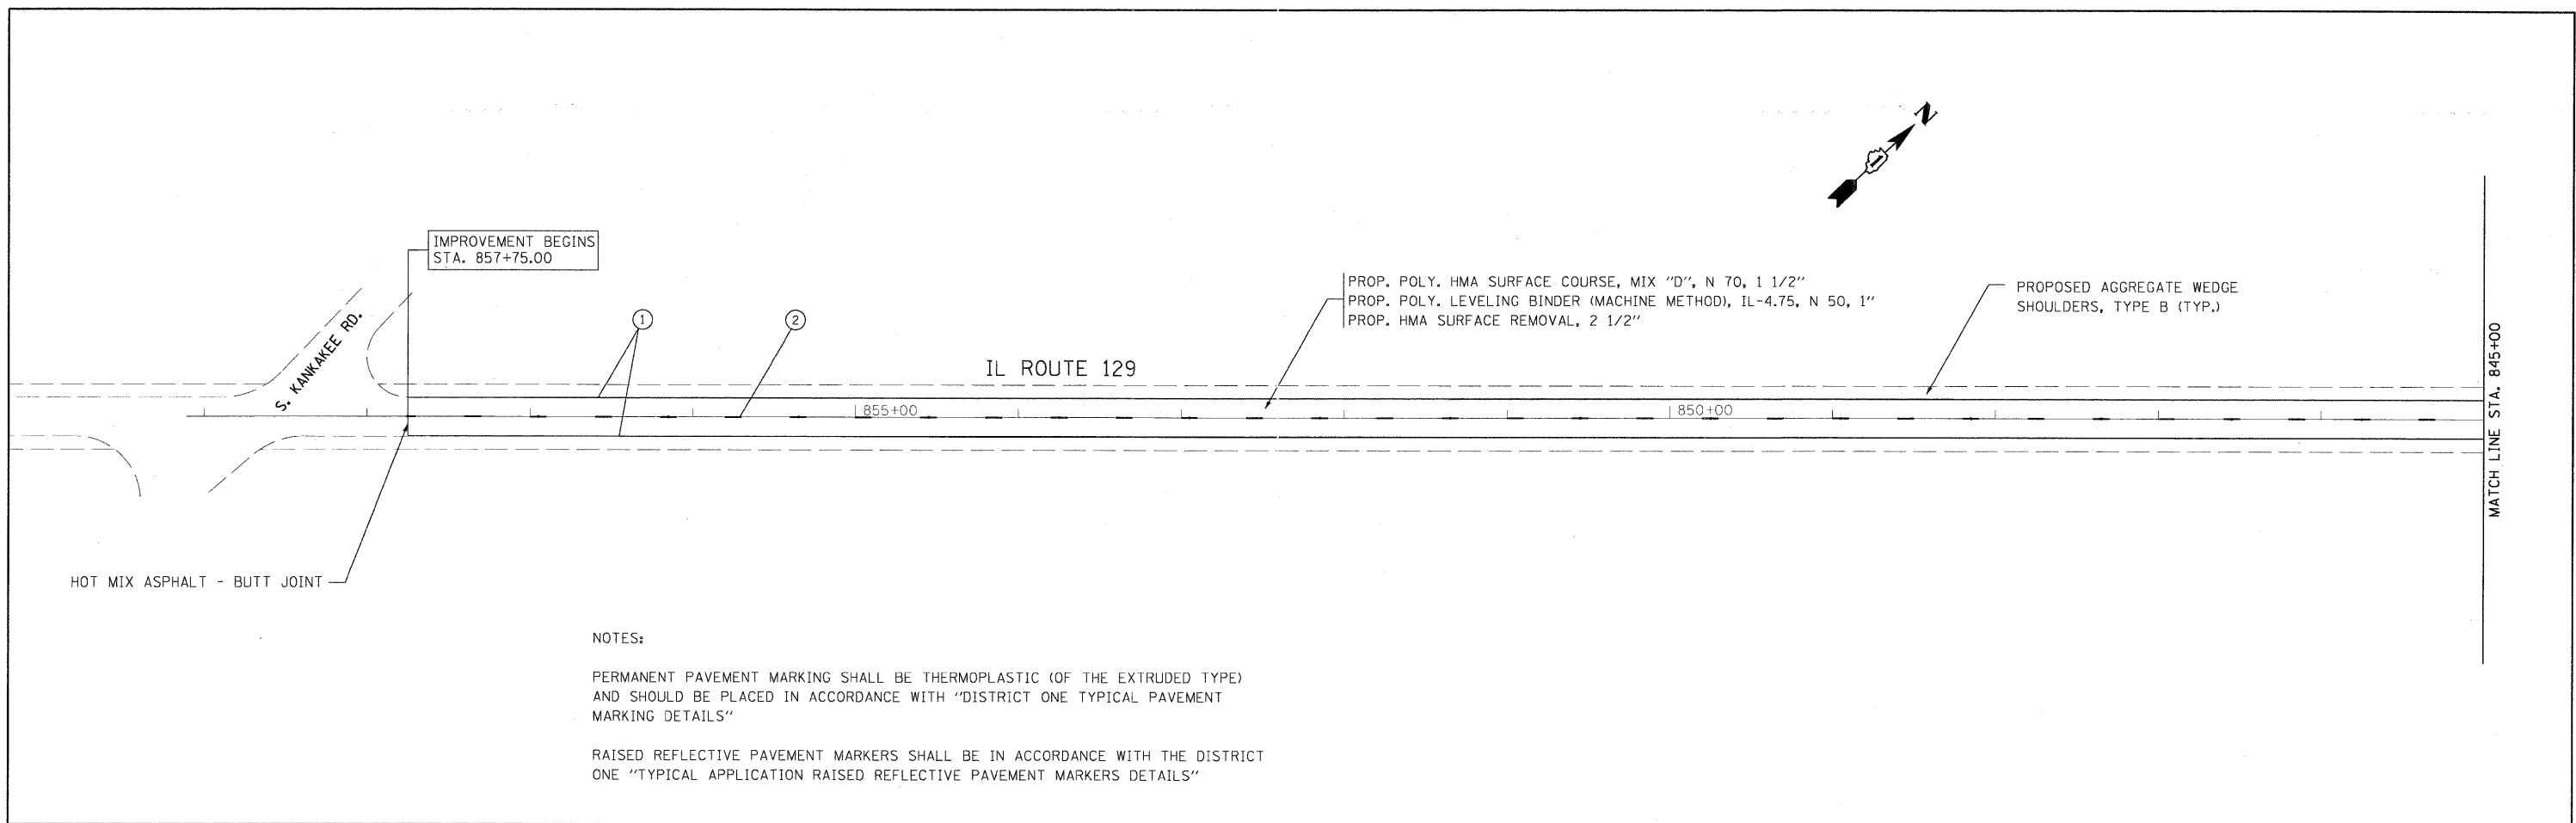 N
IMPROVEMENT BEGINS
STA. 857+75.00
PROP. POLY. HMA SURFACE COURSE, MIX "D", N 70, 1 1/2"
PROP. POLY. LEVELING BINDER (MACHINE METHOD), IL-4.75, N 50, 1"
PROP. HMA SURFACE REMOVAL, 2 1/2"
PROPOSED AGGREGATE WEDGE
SHOULDERS, TYPE B (TYP.)
1
2
S. KANKAKEE RD.
IL ROUTE 129
855+00
850+00
MATCH LINE STA. 845+00
HOT MIX ASPHALT - BUTT JOINT
NOTES:
PERMANENT PAVEMENT MARKING SHALL BE THERMOPLASTIC (OF THE EXTRUDED TYPE)
AND SHOULD BE PLACED IN ACCORDANCE WITH "DISTRICT ONE TYPICAL PAVEMENT
MARKING DETAILS"
RAISED REFLECTIVE PAVEMENT MARKERS SHALL BE IN ACCORDANCE WITH THE DISTRICT
ONE "TYPICAL APPLICATION RAISED REFLECTIVE PAVEMENT MARKERS DETAILS"